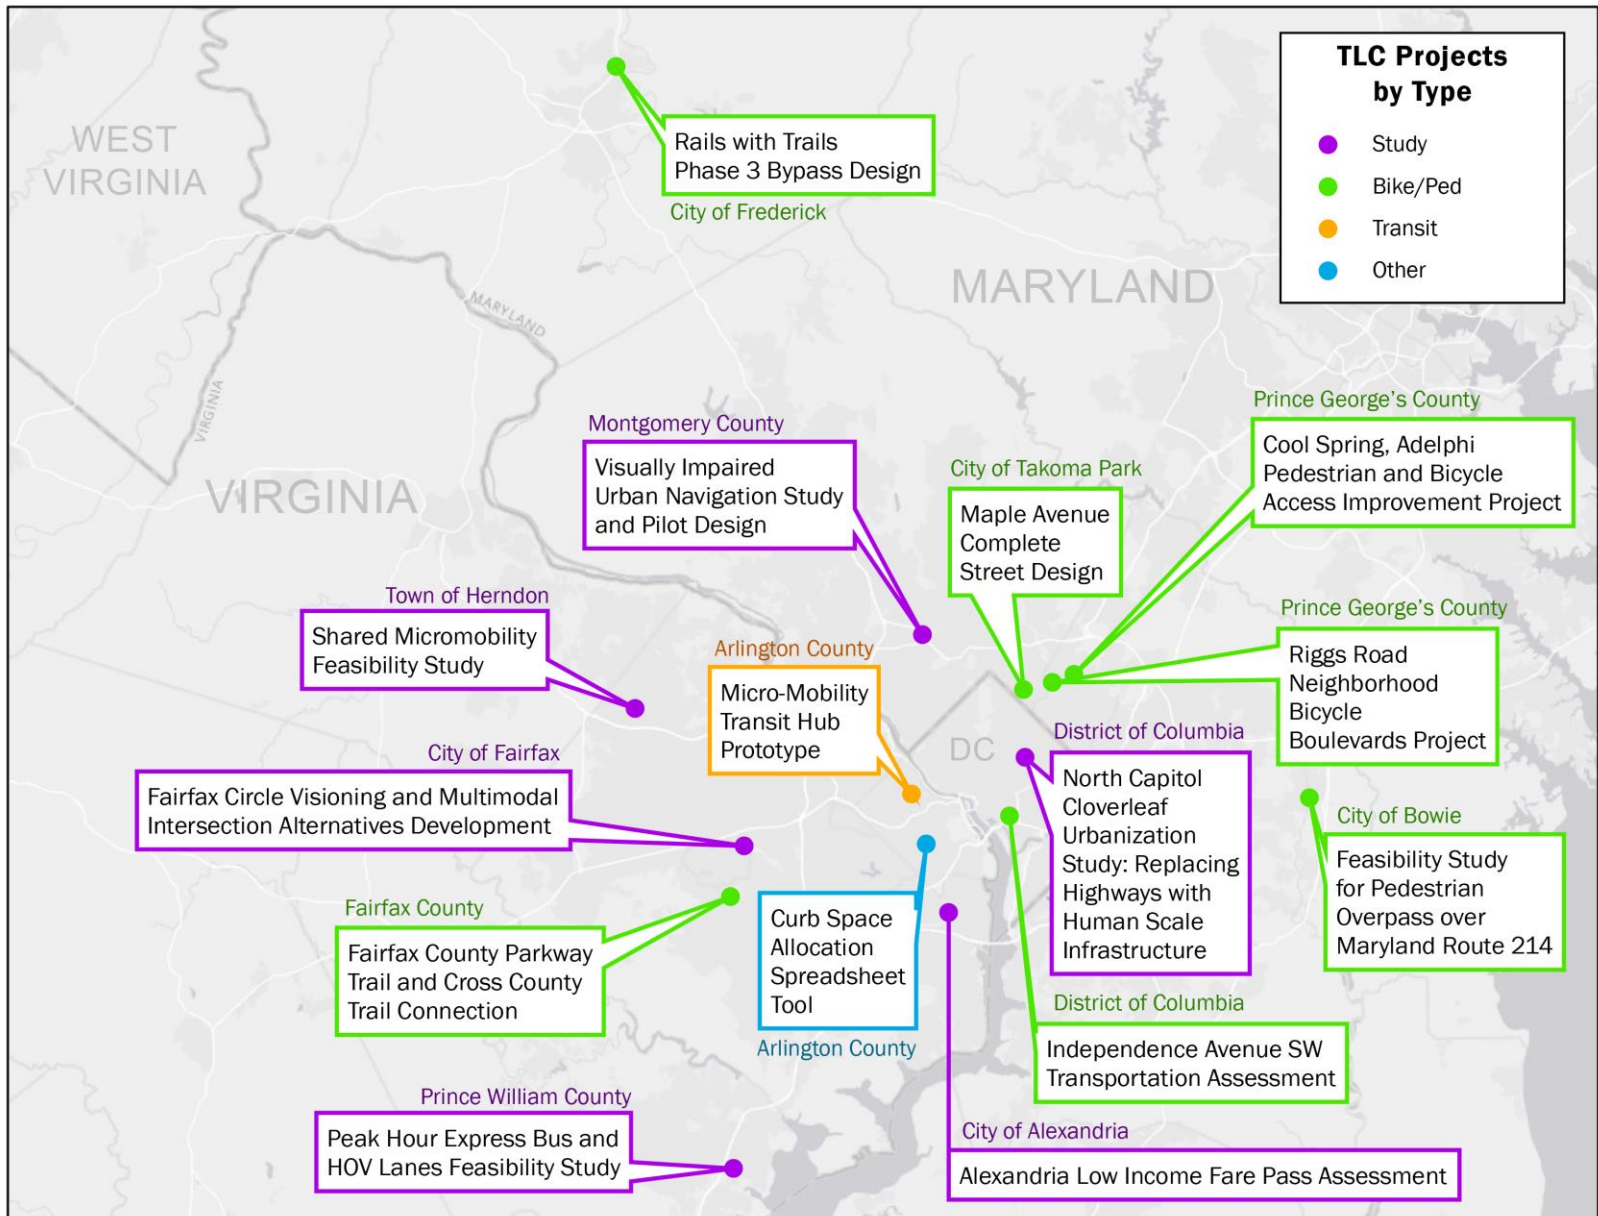 TLC Projects
by Type
Study
Bike/Ped
Transit
Other
WEST
VIRGINIA
Rails with Trails
Phase 3 Bypass Design
City of Frederick
MARYLAND
MARYLAND
VIRGINIA
VIRGINIA
Prince George's County
Cool Spring, Adelphi
Pedestrian and Bicycle
Access Improvement Project
Montgomery County
Visually Impaired
Urban Navigation Study
and Pilot Design
City of Takoma Park
Maple Avenue
Complete
Street Design
Town of Herndon
Shared Micromobility
Feasibility Study
Prince George's County
Riggs Road
Neighborhood
Bicycle
Boulevards Project
Arlington County
Micro-Mobility
Transit Hub
Prototype
DC
District of Columbia
North Capitol
Cloverleaf
Urbanization
Study: Replacing
Highways with
Human Scale
Infrastructure
City of Fairfax
Fairfax Circle Visioning and Multimodal
Intersection Alternatives Development
City of Bowie
Feasibility Study
for Pedestrian
Overpass over
Maryland Route 214
Fairfax County
Fairfax County Parkway
Trail and Cross County
Trail Connection
Curb Space
Allocation
Spreadsheet
Tool
Arlington County
District of Columbia
Independence Avenue SW
Transportation Assessment
Prince William County
Peak Hour Express Bus and
HOV Lanes Feasibility Study
City of Alexandria
Alexandria Low Income Fare Pass Assessment